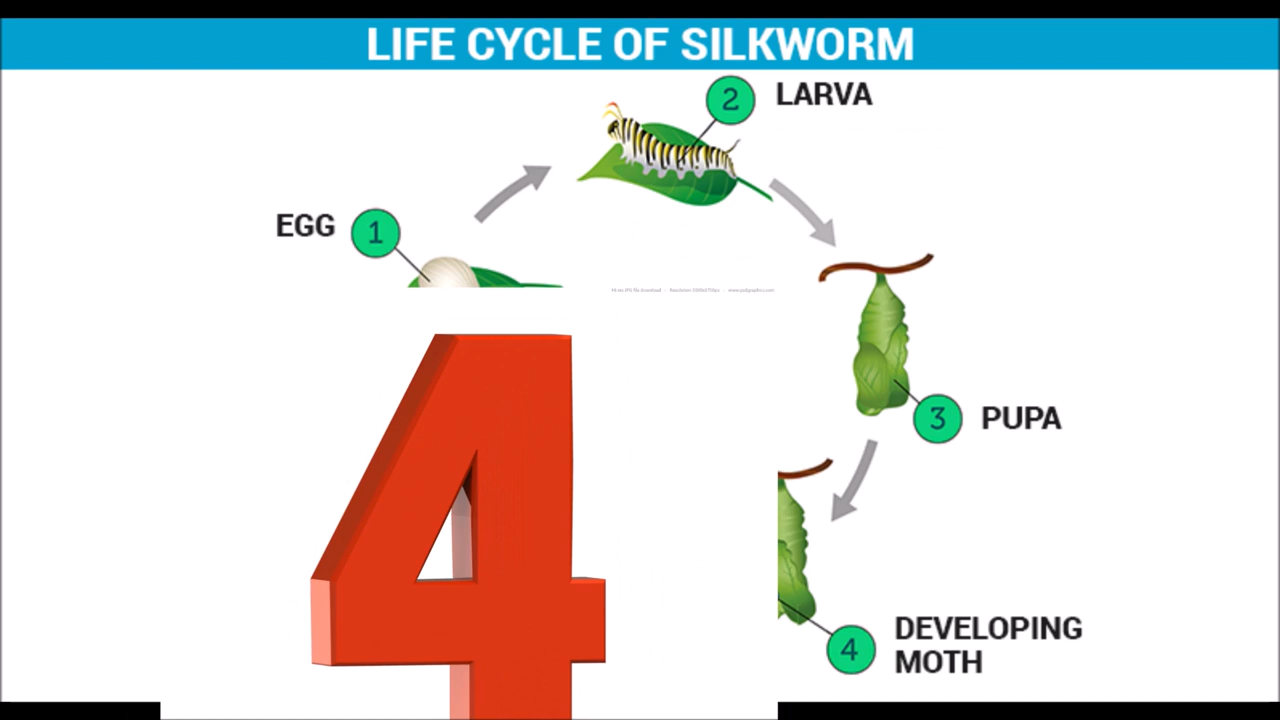 LIFE CYCLE OF SILKWORM
2 LARVA
EGG 1
3 PUPA
4
4 DEVELOPING
MOTH